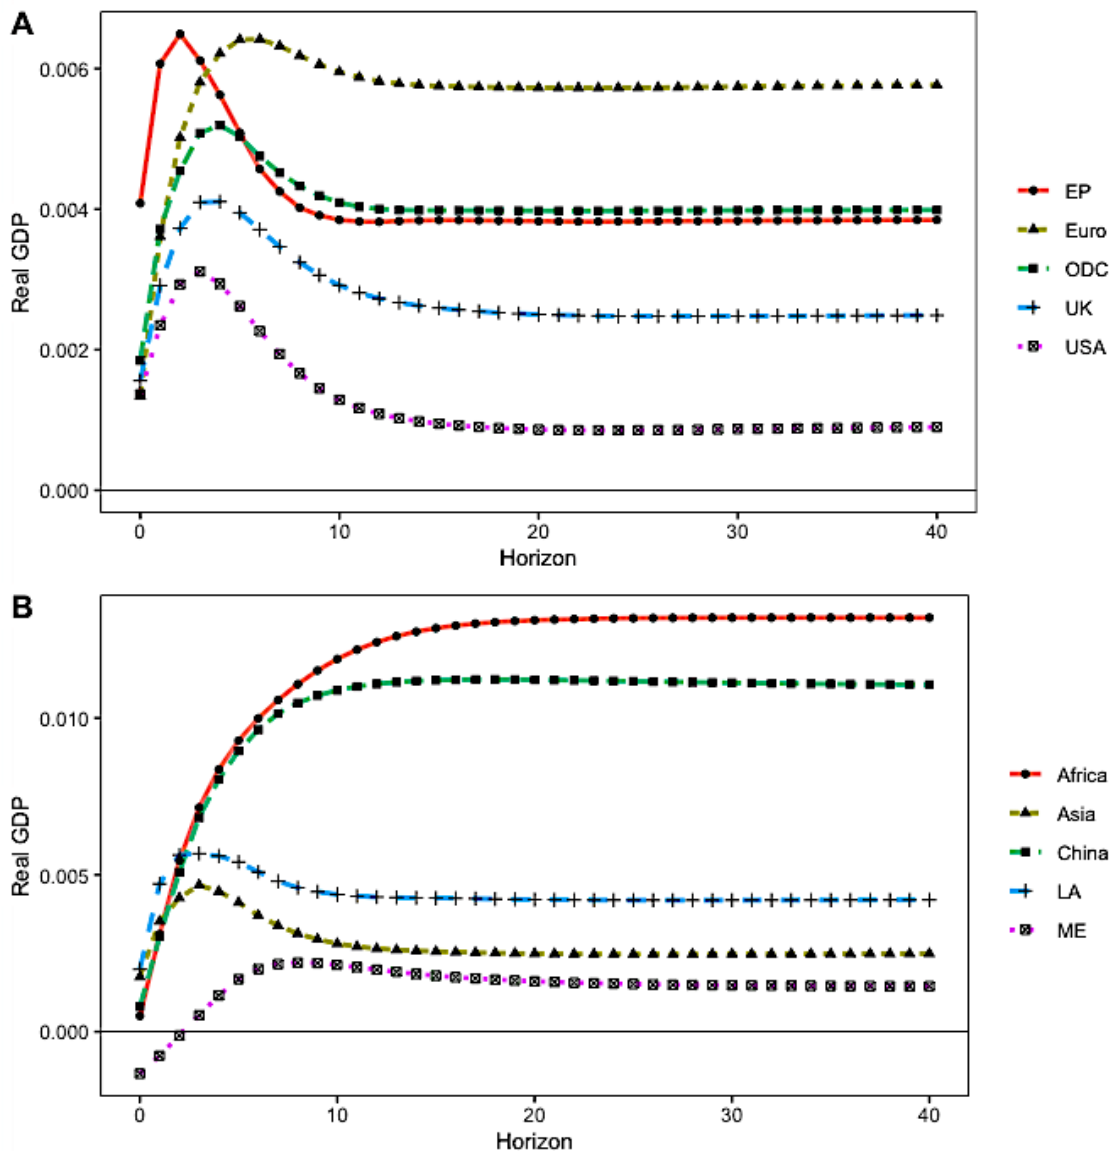 A
Real GDP
0.006
0.004
0.002
0.000
0 10 20 30 40
Horizon
EP
Euro
ODC
UK
USA
B
Real GDP
0.010
0.005
0.000
0 10 20 30 40
Horizon
Africa
Asia
China
LA
ME